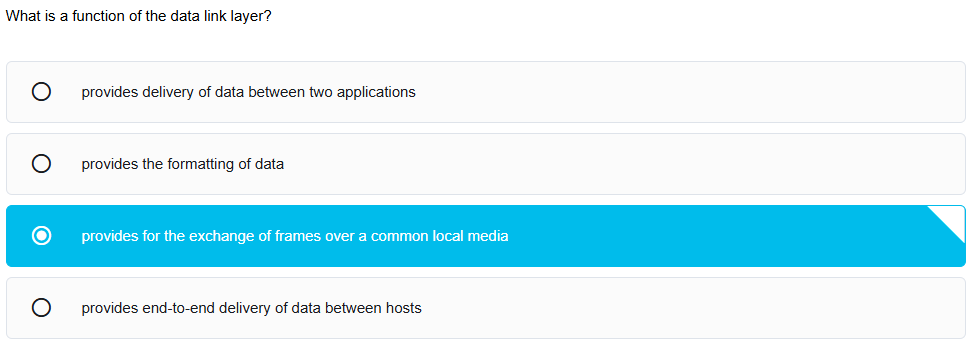 What is a function of the data link layer?
provides delivery of data between two applications
provides the formatting of data
provides for the exchange of frames over a common local media
provides end-to-end delivery of data between hosts